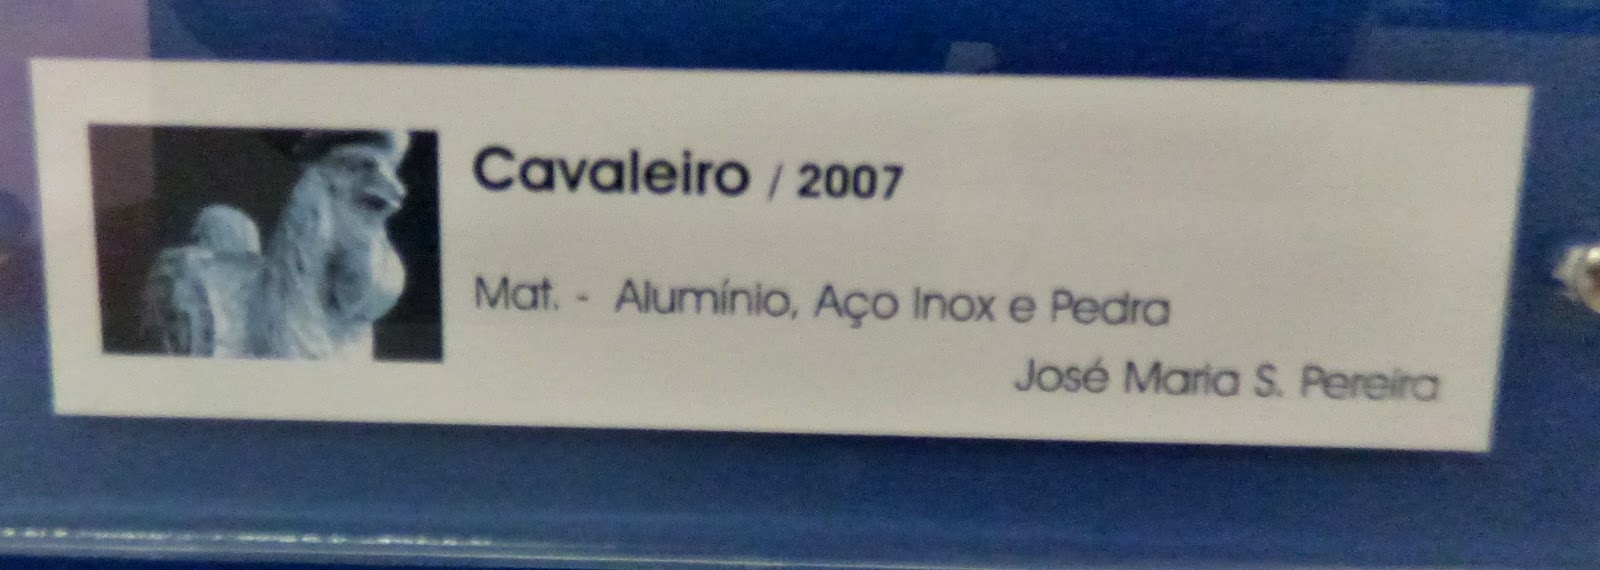 Cavaleiro / 2007
Mat. - Alumínio, Aço Inox e Pedra
José Maria S. Pereira